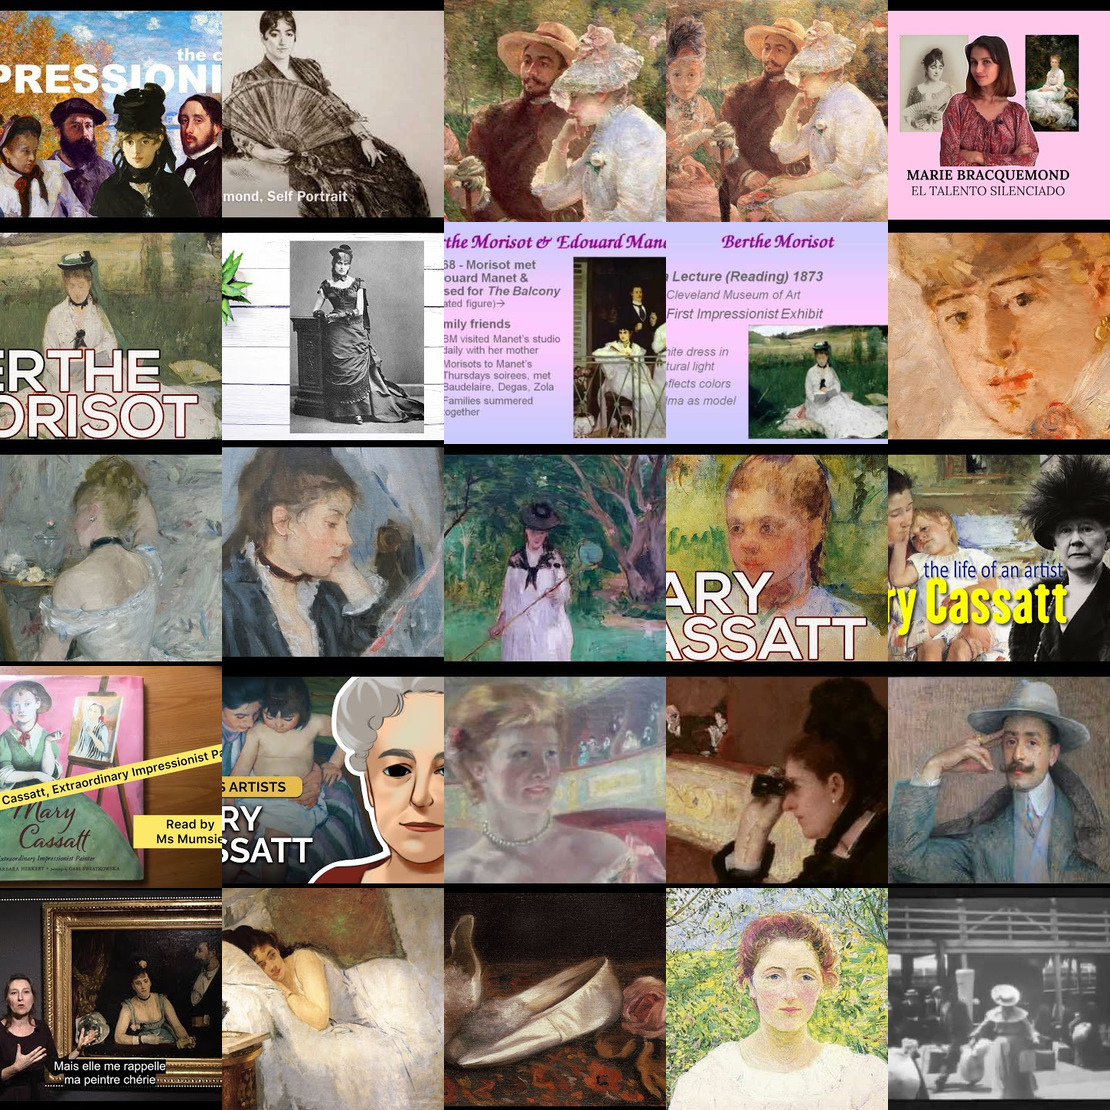 the c
PRESSIONI
mond, Self Portrait
MARIE BRACQUEMOND
EL TALENTO SILENCIADO
ERTHE
ORISOT
the Morisot & Edouard Mane
68 - Morisot met
ouard Manet &
sed for The Balcony
ated figure)→
mily friends
BM visited Manet's studio
daily with her mother
Morisots to Manet's
Thursdays soirees, met
Baudelaire, Degas, Zola
Families summered
together
Berthe Morisot
Lecture (Reading) 1873
Cleveland Museum of Art
First Impressionist Exhibit
ite dress in
tural light
eflects colors
ma as model
ARY
ASSATT
the life of an artist
ry Cassatt
Cassatt, Extraordinary Impressionist Pa
Mary
Cassatt
Extraordinary Impressionist Painter
Read by
Ms Mumsie
S ARTISTS
RY
SSATT
Mais elle me rappelle
ma peintre chérie